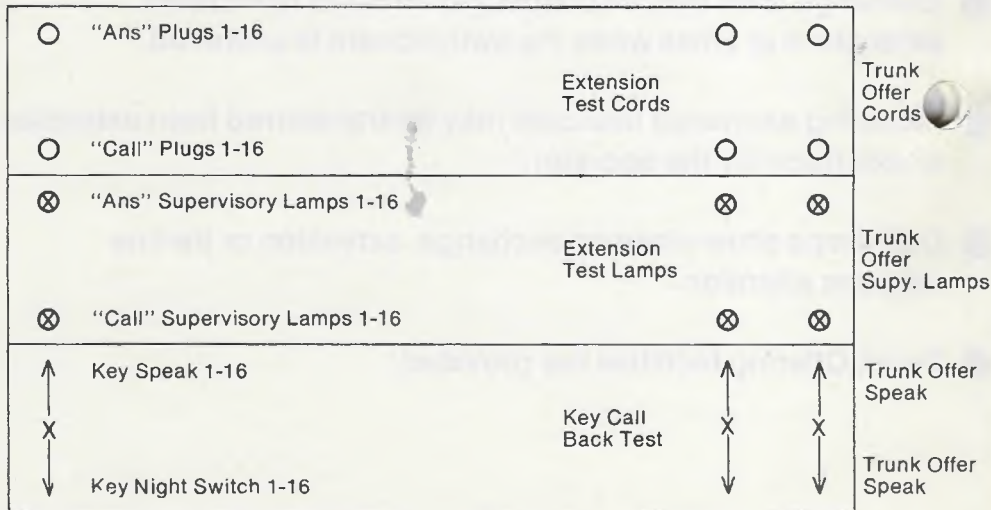 "Ans" Plugs 1-16
Extension
Test Cords
Trunk
Offer
Cords
"Call" Plugs 1-16
"Ans" Supervisory Lamps 1-16
Extension
Test Lamps
Trunk
Offer
Supy. Lamps
"Call" Supervisory Lamps 1-16
Key Speak 1-16
Trunk Offer
Speak
Key Call
Back Test
Key Night Switch 1-16
Trunk Offer
Speak